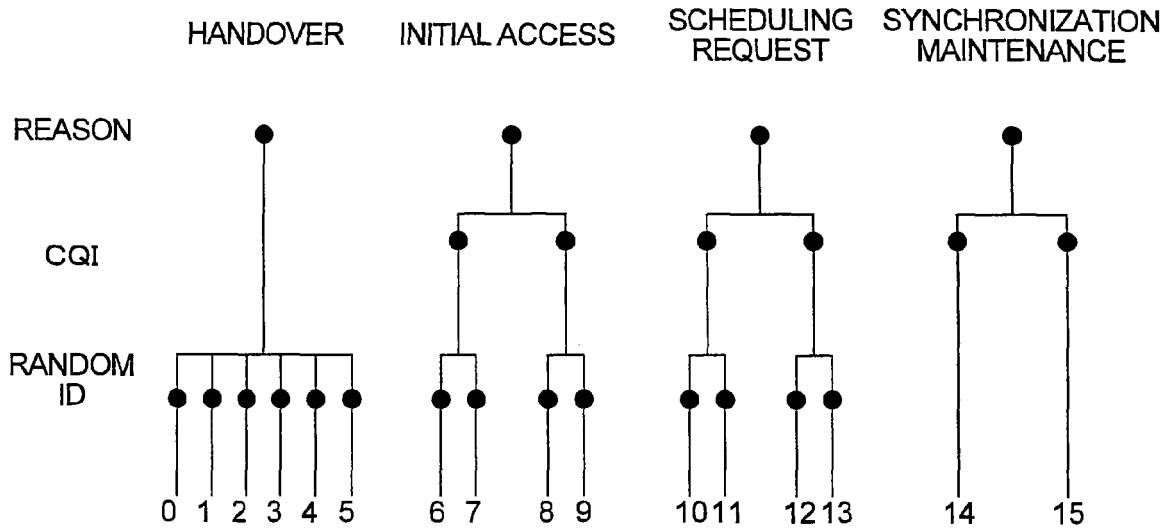 HANDOVER
INITIAL ACCESS
SCHEDULING
REQUEST
SYNCHRONIZATION
MAINTENANCE
REASON
CQI
RANDOM
ID
0 1 2 3 4 5 6 7 8 9 10 11 12 13 14 15